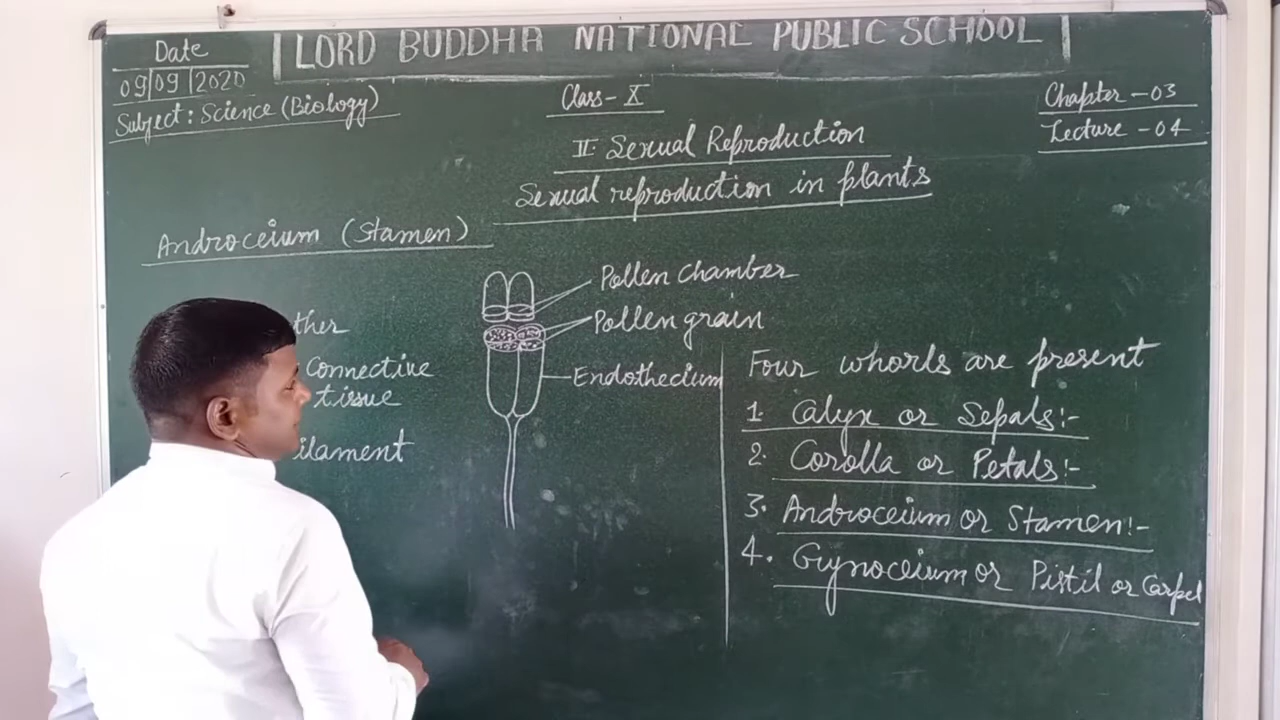 Date
09/09/2020
LORD BUDDHA NATIONAL PUBLIC SCHOOL
Subject: Science (Biology)
Class - X
Chapter - 03
Lecture - 04
II. Sexual Reproduction
Sexual reproduction in plants
Androceium (Stamen)
Pollen Chamber
Pollen grain
Endothecium
ther
Connective
tissue
ilament
Four whorls are present
1. Calyx or Sepals:-
2. Corolla or Petals:-
3. Androceium or Stamen:-
4. Gynoceium or Pistil or Carpel